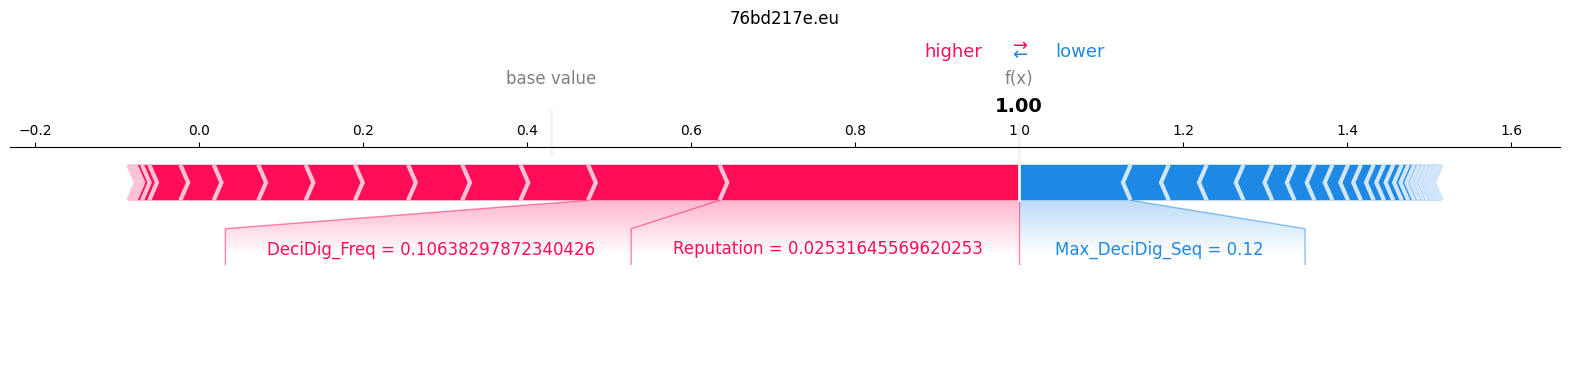 76bd217e.eu
higher ⇄ lower
base value f(x)
1.00
−0.2 0.0 0.2 0.4 0.6 0.8 1.0 1.2 1.4 1.6
DeciDig_Freq = 0.10638297872340426 Reputation = 0.02531645569620253 Max_DeciDig_Seq = 0.12